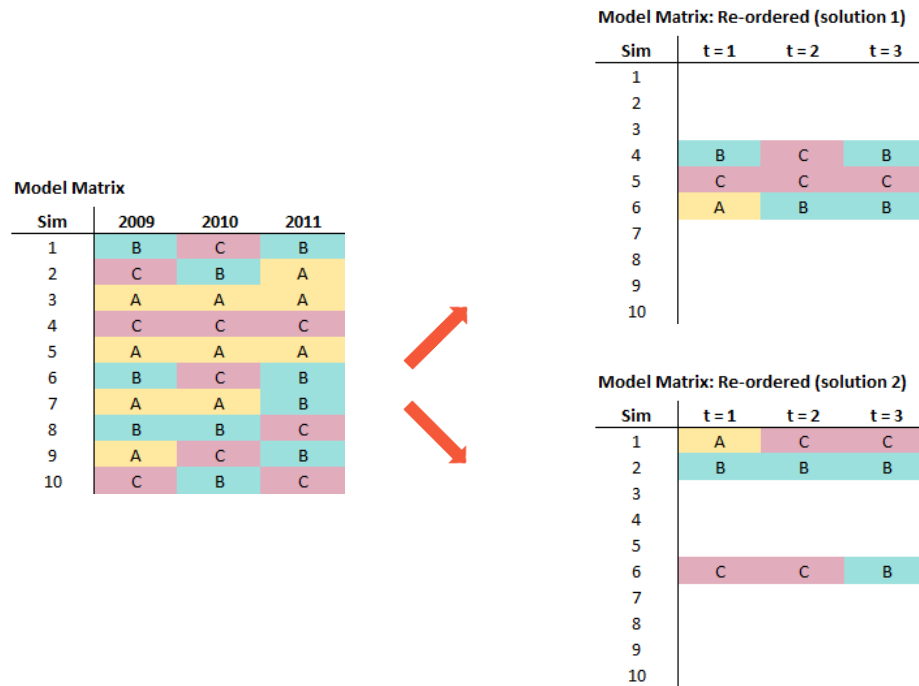 Model Matrix: Re-ordered (solution 1)
Sim t = 1 t = 2 t = 3
1
2
3
4 B C B
5 C C C
6 A B B
7
8
9
10
Model Matrix
Sim 2009 2010 2011
1 B C B
2 C B A
3 A A A
4 C C C
5 A A A
6 B C B
7 A A B
8 B B C
9 A C B
10 C B C
Model Matrix: Re-ordered (solution 2)
Sim t = 1 t = 2 t = 3
1 A C C
2 B B B
3
4
5
6 C C B
7
8
9
10